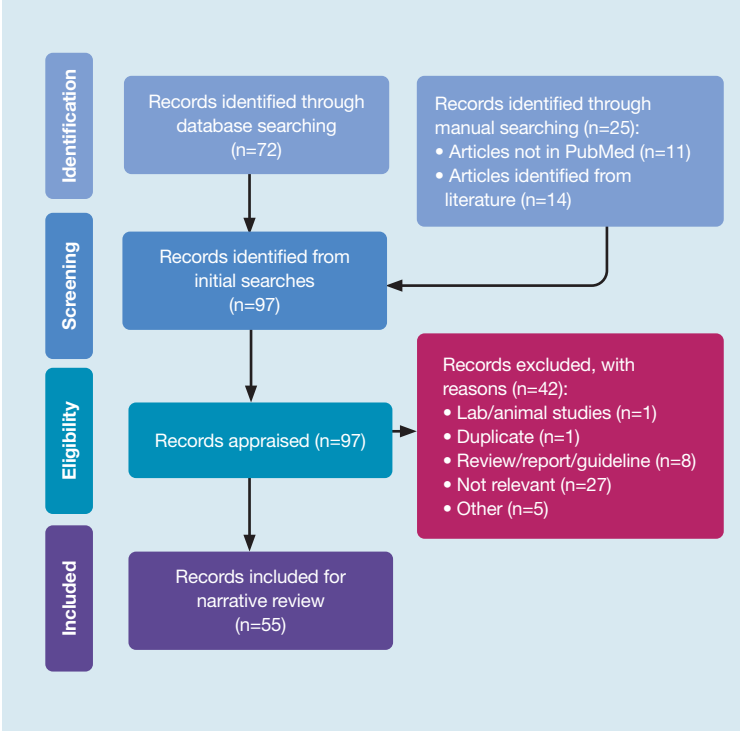 Identification
Records identified through
database searching
(n=72)
Records identified through
manual searching (n=25):
• Articles not in PubMed (n=11)
• Articles identified from
literature (n=14)
Screening
Records identified from
initial searches
(n=97)
Eligibility
Records appraised (n=97)
Records excluded, with
reasons (n=42):
• Lab/animal studies (n=1)
• Duplicate (n=1)
• Review/report/guideline (n=8)
• Not relevant (n=27)
• Other (n=5)
Included
Records included for
narrative review
(n=55)